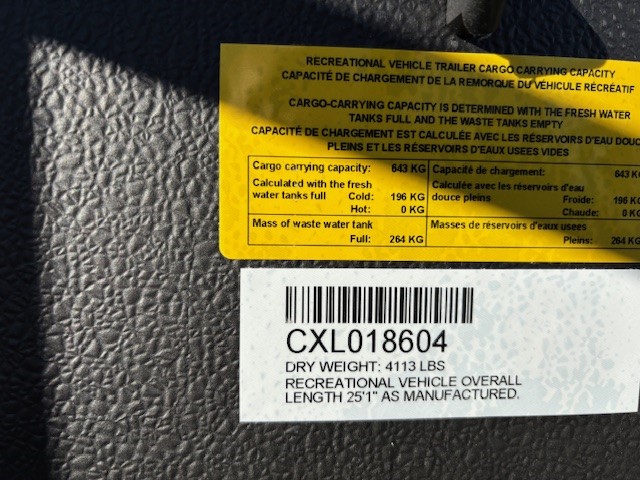 RECREATIONAL VEHICLE TRAILER CARGO CARRYING CAPACITY
CAPACITÉ DE CHARGEMENT DE LA REMORQUE DU VÉHICULE RÉCRÉATIF
CARGO-CARRYING CAPACITY IS DETERMINED WITH THE FRESH WATER
TANKS FULL AND THE WASTE TANKS EMPTY
CAPACITÉ DE CHARGEMENT EST CALCULÉE AVEC LES RÉSERVOIRS D'EAU DOUC
PLEINS ET LES RÉSERVOIRS D'EAUX USEES VIDES
Cargo carrying capacity: 643 KG
Calculated with the fresh
water tanks full Cold: 196 KG
Hot: 0 KG
Mass of waste water tank
Full: 264 KG
Capacité de chargement: 643 KG
Calculée avec les réservoirs d'eau
douce pleins Froide: 196 KG
Chaude: 0 KG
Masses de réservoirs d'eaux usees
Pleins: 264 KG
CXL018604
DRY WEIGHT: 4113 LBS
RECREATIONAL VEHICLE OVERALL
LENGTH 25'1" AS MANUFACTURED.